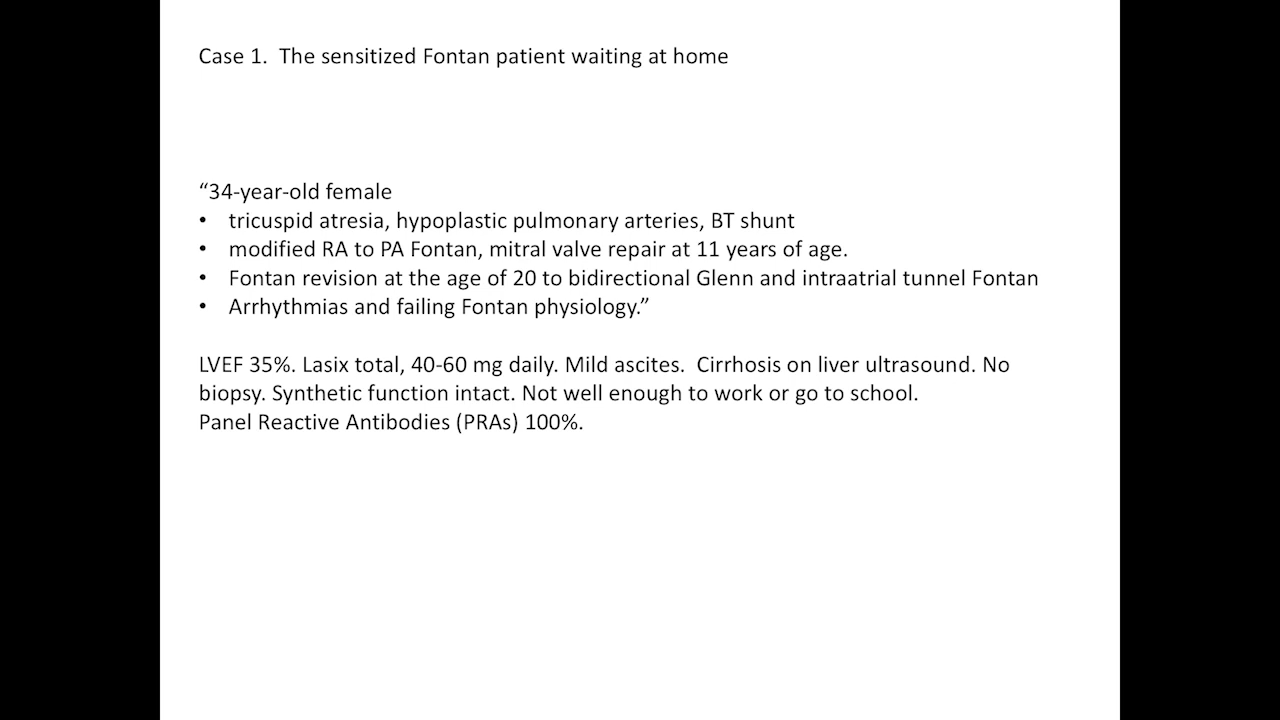 Case 1.  The sensitized Fontan patient waiting at home
“34-year-old female
• tricuspid atresia, hypoplastic pulmonary arteries, BT shunt
• modified RA to PA Fontan, mitral valve repair at 11 years of age.
• Fontan revision at the age of 20 to bidirectional Glenn and intraatrial tunnel Fontan
• Arrhythmias and failing Fontan physiology.”
LVEF 35%. Lasix total, 40-60 mg daily. Mild ascites.  Cirrhosis on liver ultrasound. No
biopsy. Synthetic function intact. Not well enough to work or go to school.
Panel Reactive Antibodies (PRAs) 100%.